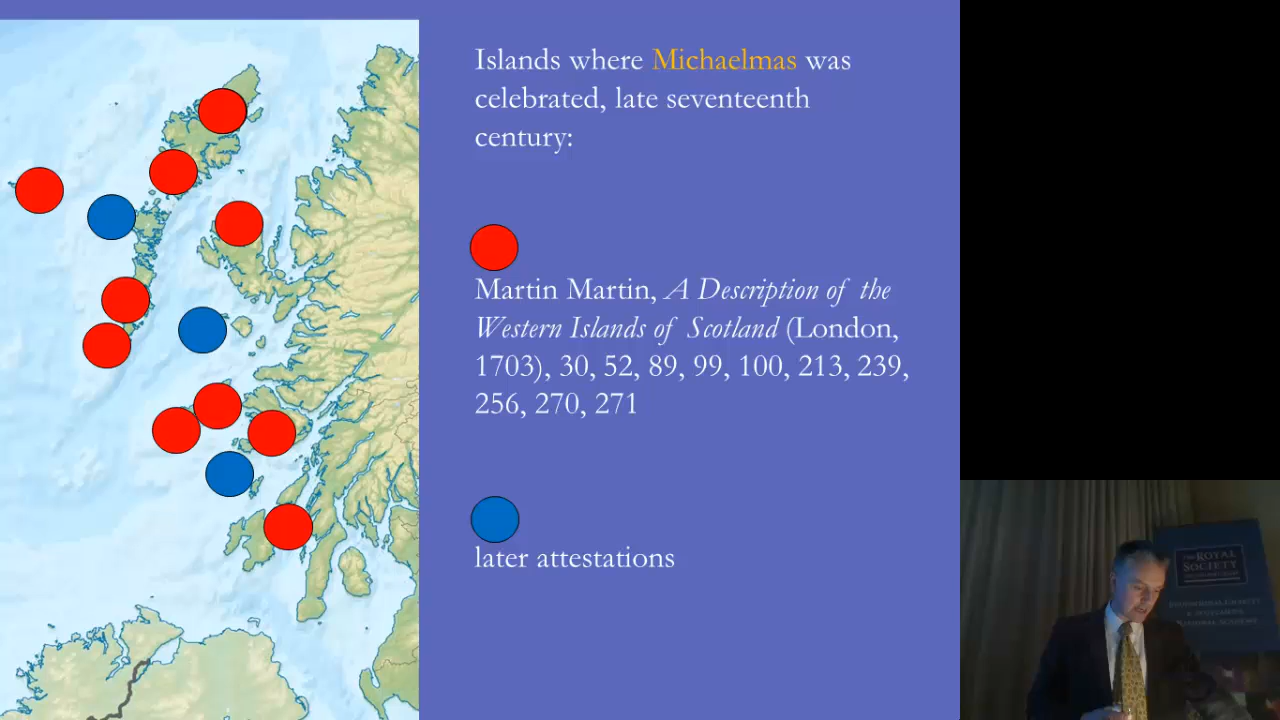 Islands where Michaelmas was
celebrated, late seventeenth
century:
Martin Martin, A Description of the
Western Islands of Scotland (London,
1703), 30, 52, 89, 99, 100, 213, 239,
256, 270, 271
later attestations
THE ROYAL
SOCIETY